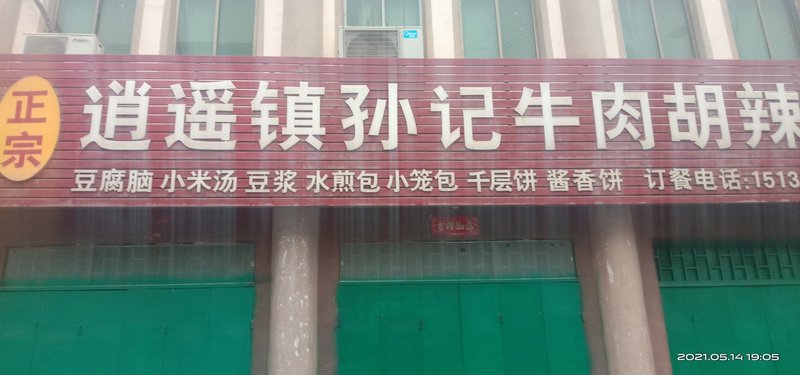 正宗
逍遥镇孙记牛肉胡辣
豆腐脑 小米汤 豆浆 水煎包 小笼包 千层饼 酱香饼 订餐电话:1513
2021.05.14 19:05